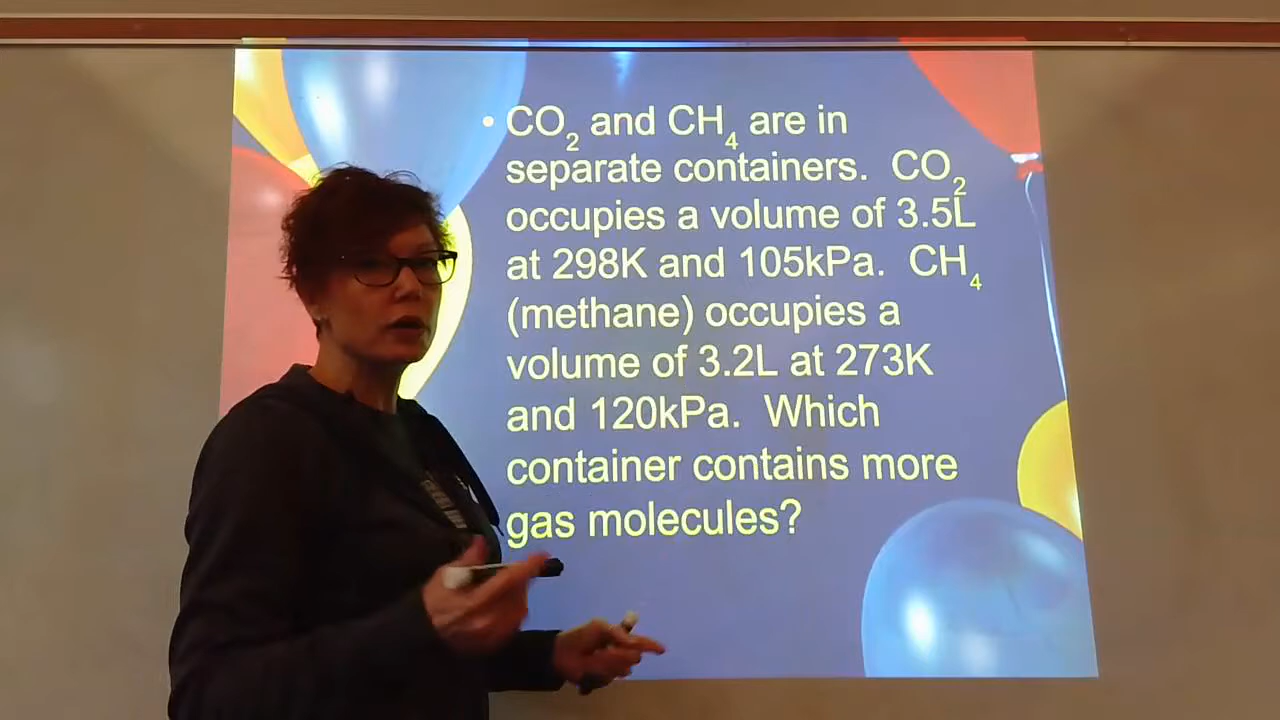 • CO₂ and CH₄ are in
separate containers. CO₂
occupies a volume of 3.5L
at 298K and 105kPa. CH₄
(methane) occupies a
volume of 3.2L at 273K
and 120kPa. Which
container contains more
gas molecules?